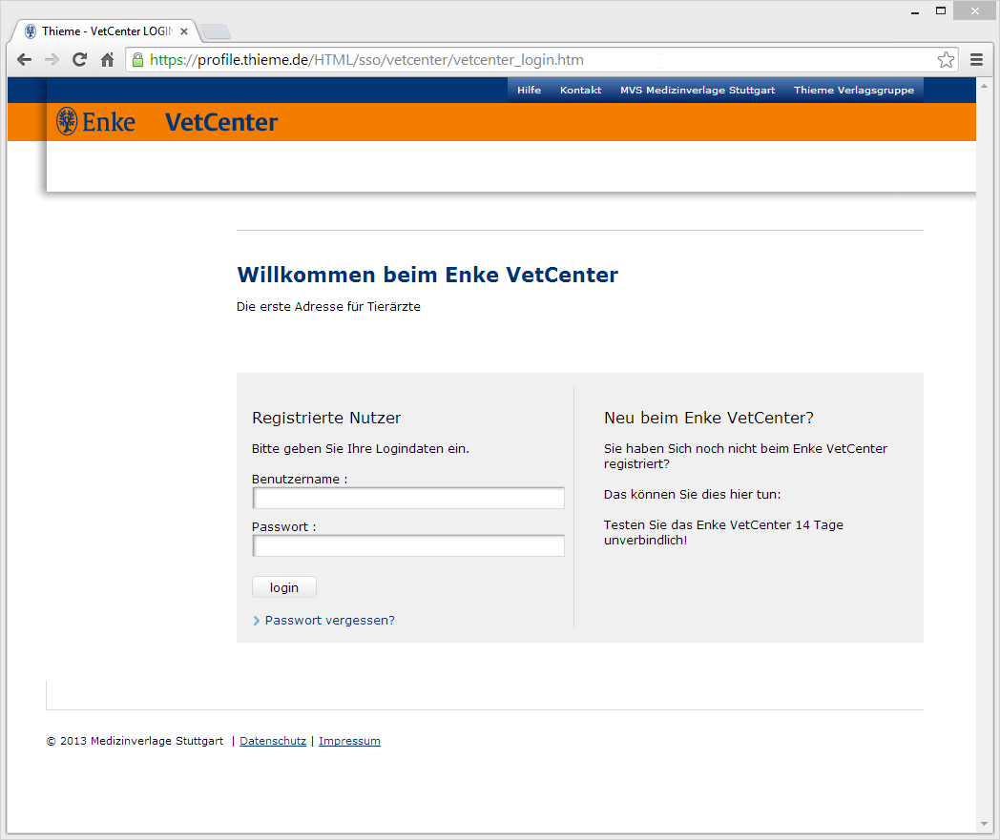 Thieme - VetCenter LOGIN
https://profile.thieme.de/HTML/sso/vetcenter/vetcenter_login.htm
Hilfe Kontakt MVS Medizinverlage Stuttgart Thieme Verlagsgruppe
Enke VetCenter
Willkommen beim Enke VetCenter
Die erste Adresse für Tierärzte
Registrierte Nutzer
Bitte geben Sie Ihre Logindaten ein.
Benutzername :
Passwort :
login
Passwort vergessen?
Neu beim Enke VetCenter?
Sie haben Sich noch nicht beim Enke VetCenter
registriert?
Das können Sie dies hier tun:
Testen Sie das Enke VetCenter 14 Tage
unverbindlich!
© 2013 Medizinverlage Stuttgart | Datenschutz | Impressum